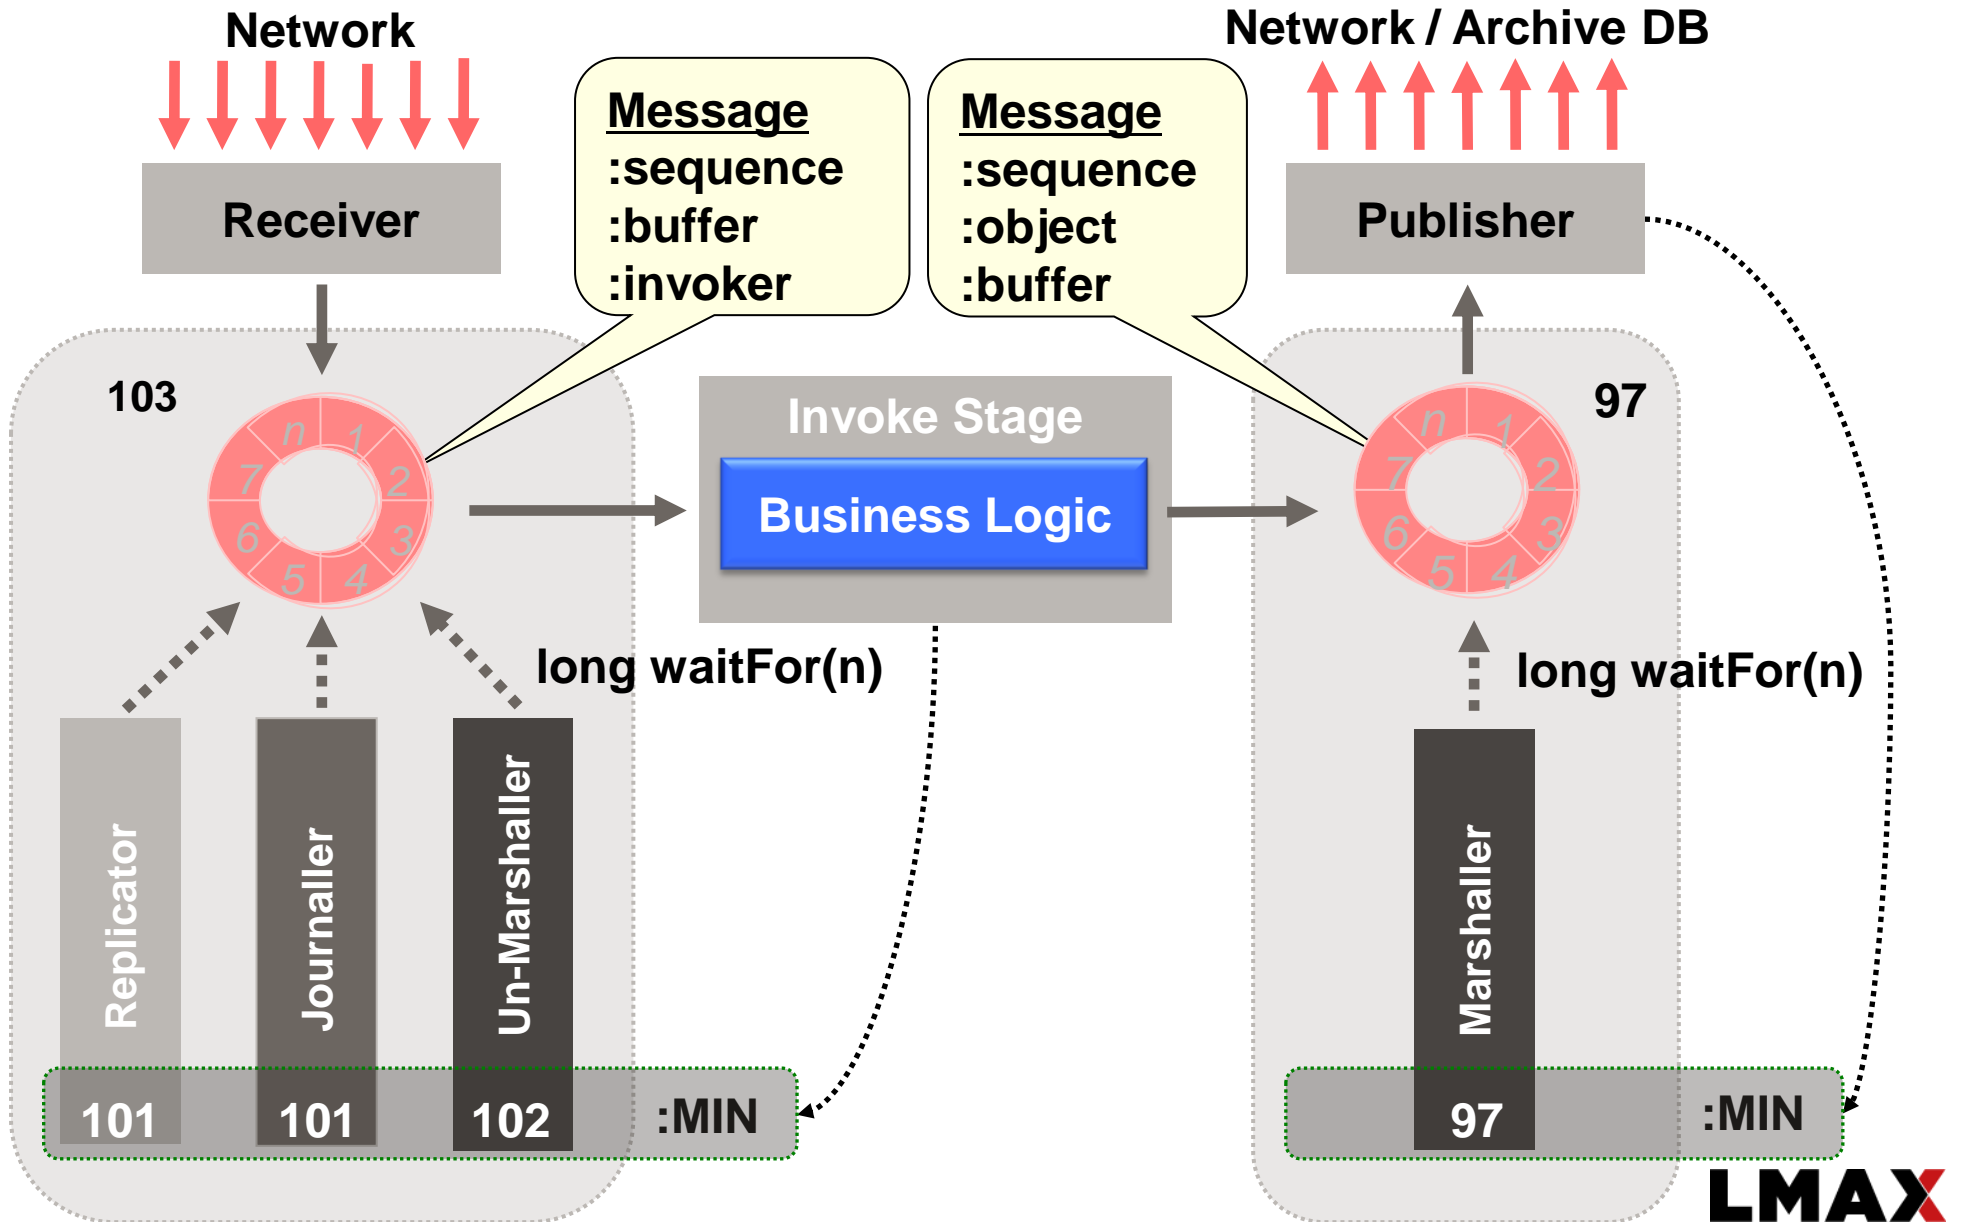 Network
Network / Archive DB
Message
:sequence
:buffer
:invoker
Message
:sequence
:object
:buffer
Receiver
Publisher
103
n
1
2
3
4
5
6
7
Invoke Stage
Business Logic
97
n
1
2
3
4
5
6
7
long waitFor(n)
long waitFor(n)
Replicator
Journaller
Un-Marshaller
Marshaller
101
101
102
:MIN
97
:MIN
LMAX